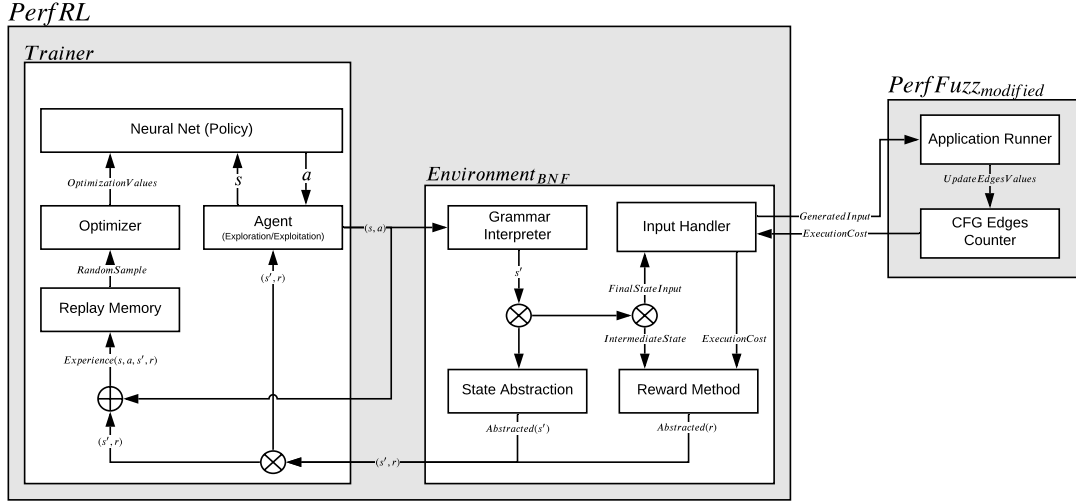 PerfRL
Trainer
Neural Net (Policy)
OptimizationValues
s
a
Optimizer
Agent
(Exploration/Exploitation)
RandomSample
(s′, r)
Replay Memory
Experience(s, a, s′, r)
(s′, r)
(s, a)
(s′, r)
Environment_BNF
Grammar
Interpreter
s′
Input Handler
FinalStateInput
IntermediateState
ExecutionCost
State Abstraction
Reward Method
Abstracted(s′)
Abstracted(r)
GeneratedInput
ExecutionCost
PerfFuzz_modified
Application Runner
UpdateEdgesValues
CFG Edges
Counter